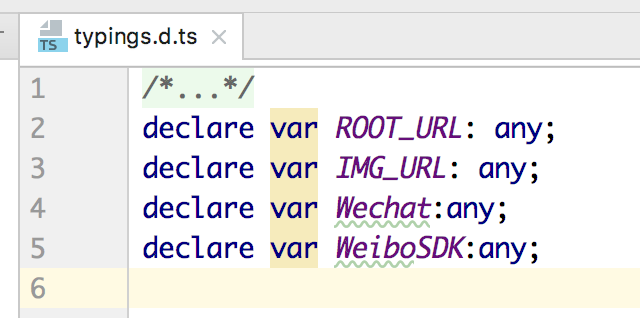 TS typings.d.ts ×
1 /*...*/
2 declare var ROOT_URL: any;
3 declare var IMG_URL: any;
4 declare var Wechat:any;
5 declare var WeiboSDK:any;
6